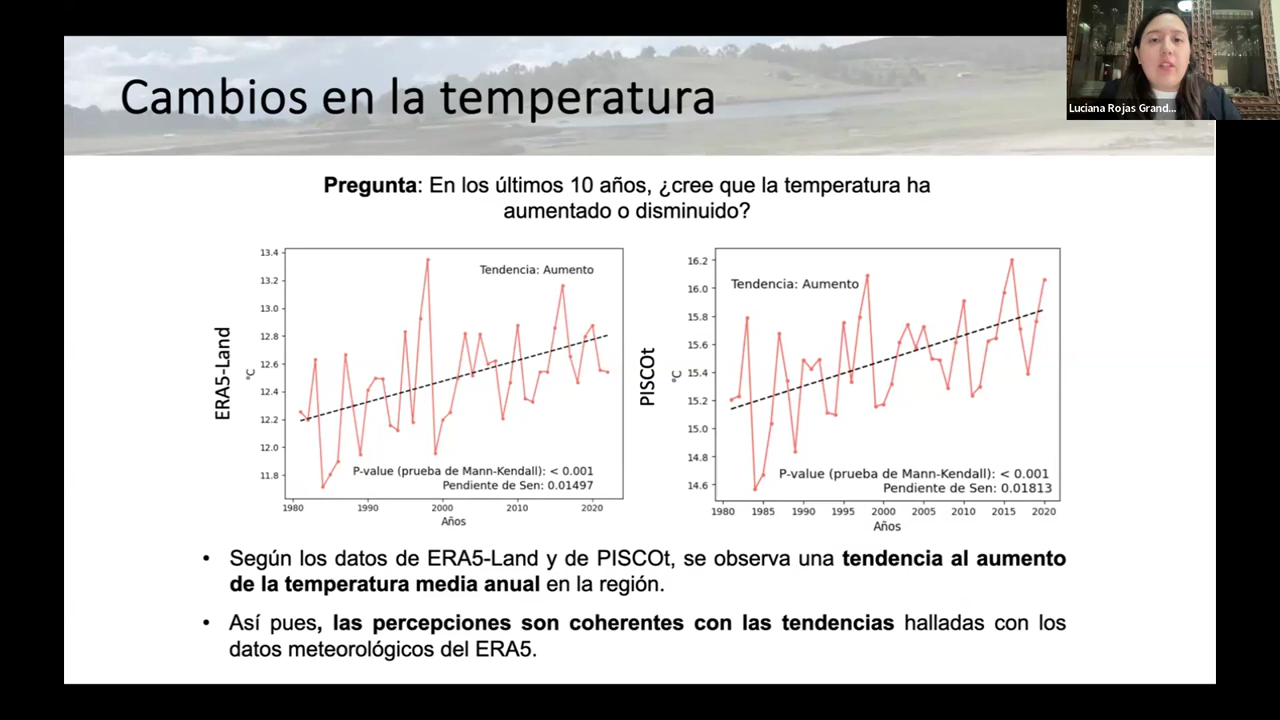 Cambios en la temperatura
Luciana Rojas Grand...
Pregunta: En los últimos 10 años, ¿cree que la temperatura ha
aumentado o disminuido?
ERA5-Land
°C
13.4
13.2
13.0
12.8
12.6
12.4
12.2
12.0
11.8
Tendencia: Aumento
P-value (prueba de Mann-Kendall): < 0.001
Pendiente de Sen: 0.01497
1980 1990 2000 2010 2020
Años
PISCOt
°C
16.2
16.0
15.8
15.6
15.4
15.2
15.0
14.8
14.6
Tendencia: Aumento
P-value (prueba de Mann-Kendall): < 0.001
Pendiente de Sen: 0.01813
1980 1985 1990 1995 2000 2005 2010 2015 2020
Años
• Según los datos de ERA5-Land y de PISCOt, se observa una tendencia al aumento
de la temperatura media anual en la región.
• Así pues, las percepciones son coherentes con las tendencias halladas con los
datos meteorológicos del ERA5.